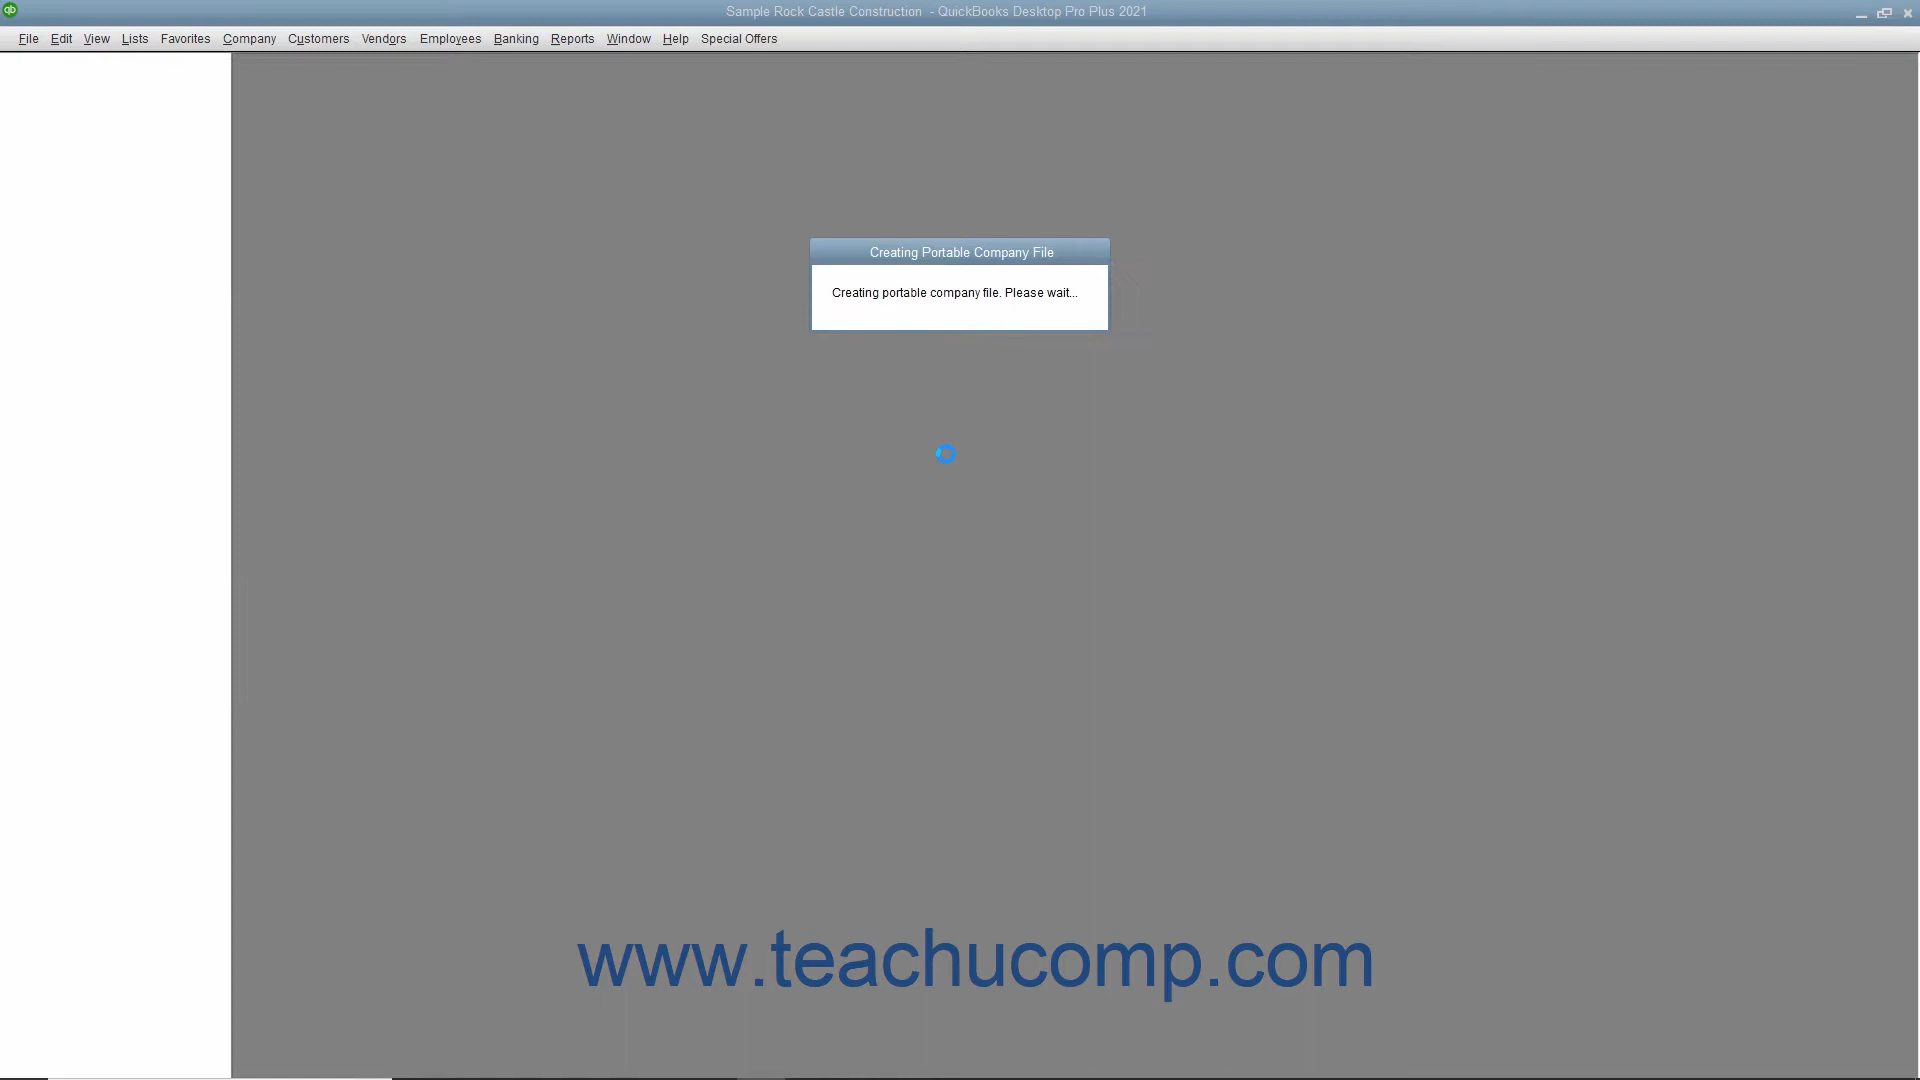 qb
Sample Rock Castle Construction - QuickBooks Desktop Pro Plus 2021
File Edit View Lists Favorites Company Customers Vendors Employees Banking Reports Window Help Special Offers
Creating Portable Company File
Creating portable company file. Please wait...
www.teachucomp.com